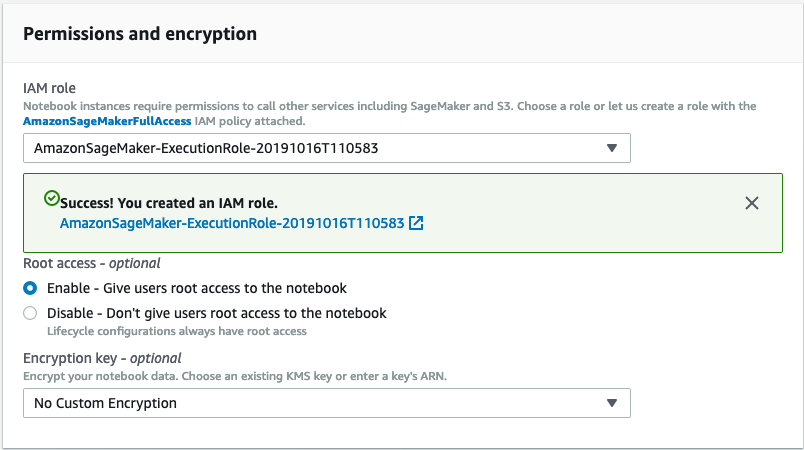 Permissions and encryption
IAM role
Notebook instances require permissions to call other services including SageMaker and S3. Choose a role or let us create a role with the
AmazonSageMakerFullAccess IAM policy attached.
AmazonSageMaker-ExecutionRole-20191016T110583
Success! You created an IAM role.
AmazonSageMaker-ExecutionRole-20191016T110583
Root access - optional
Enable - Give users root access to the notebook
Disable - Don't give users root access to the notebook
Lifecycle configurations always have root access
Encryption key - optional
Encrypt your notebook data. Choose an existing KMS key or enter a key's ARN.
No Custom Encryption